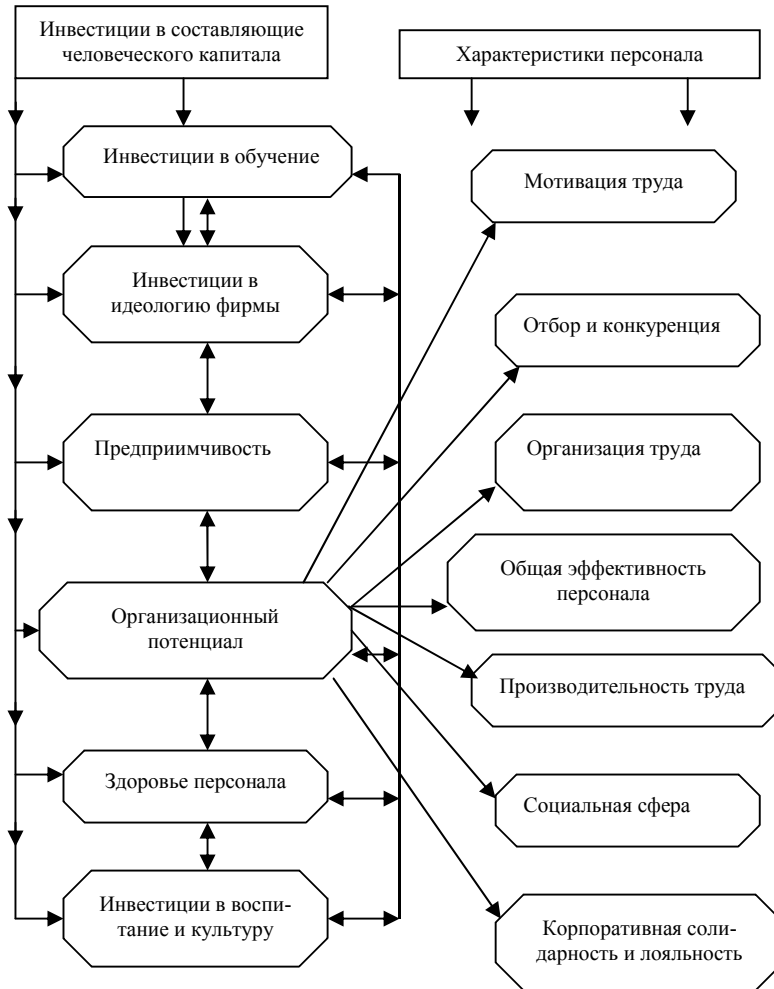 Инвестиции в составляющие
человеческого капитала
Характеристики персонала
Инвестиции в обучение
Инвестиции в
идеологию фирмы
Предприимчивость
Организационный
потенциал
Здоровье персонала
Инвестиции в воспи-
тание и культуру
Мотивация труда
Отбор и конкуренция
Организация труда
Общая эффективность
персонала
Производительность труда
Социальная сфера
Корпоративная соли-
дарность и лояльность